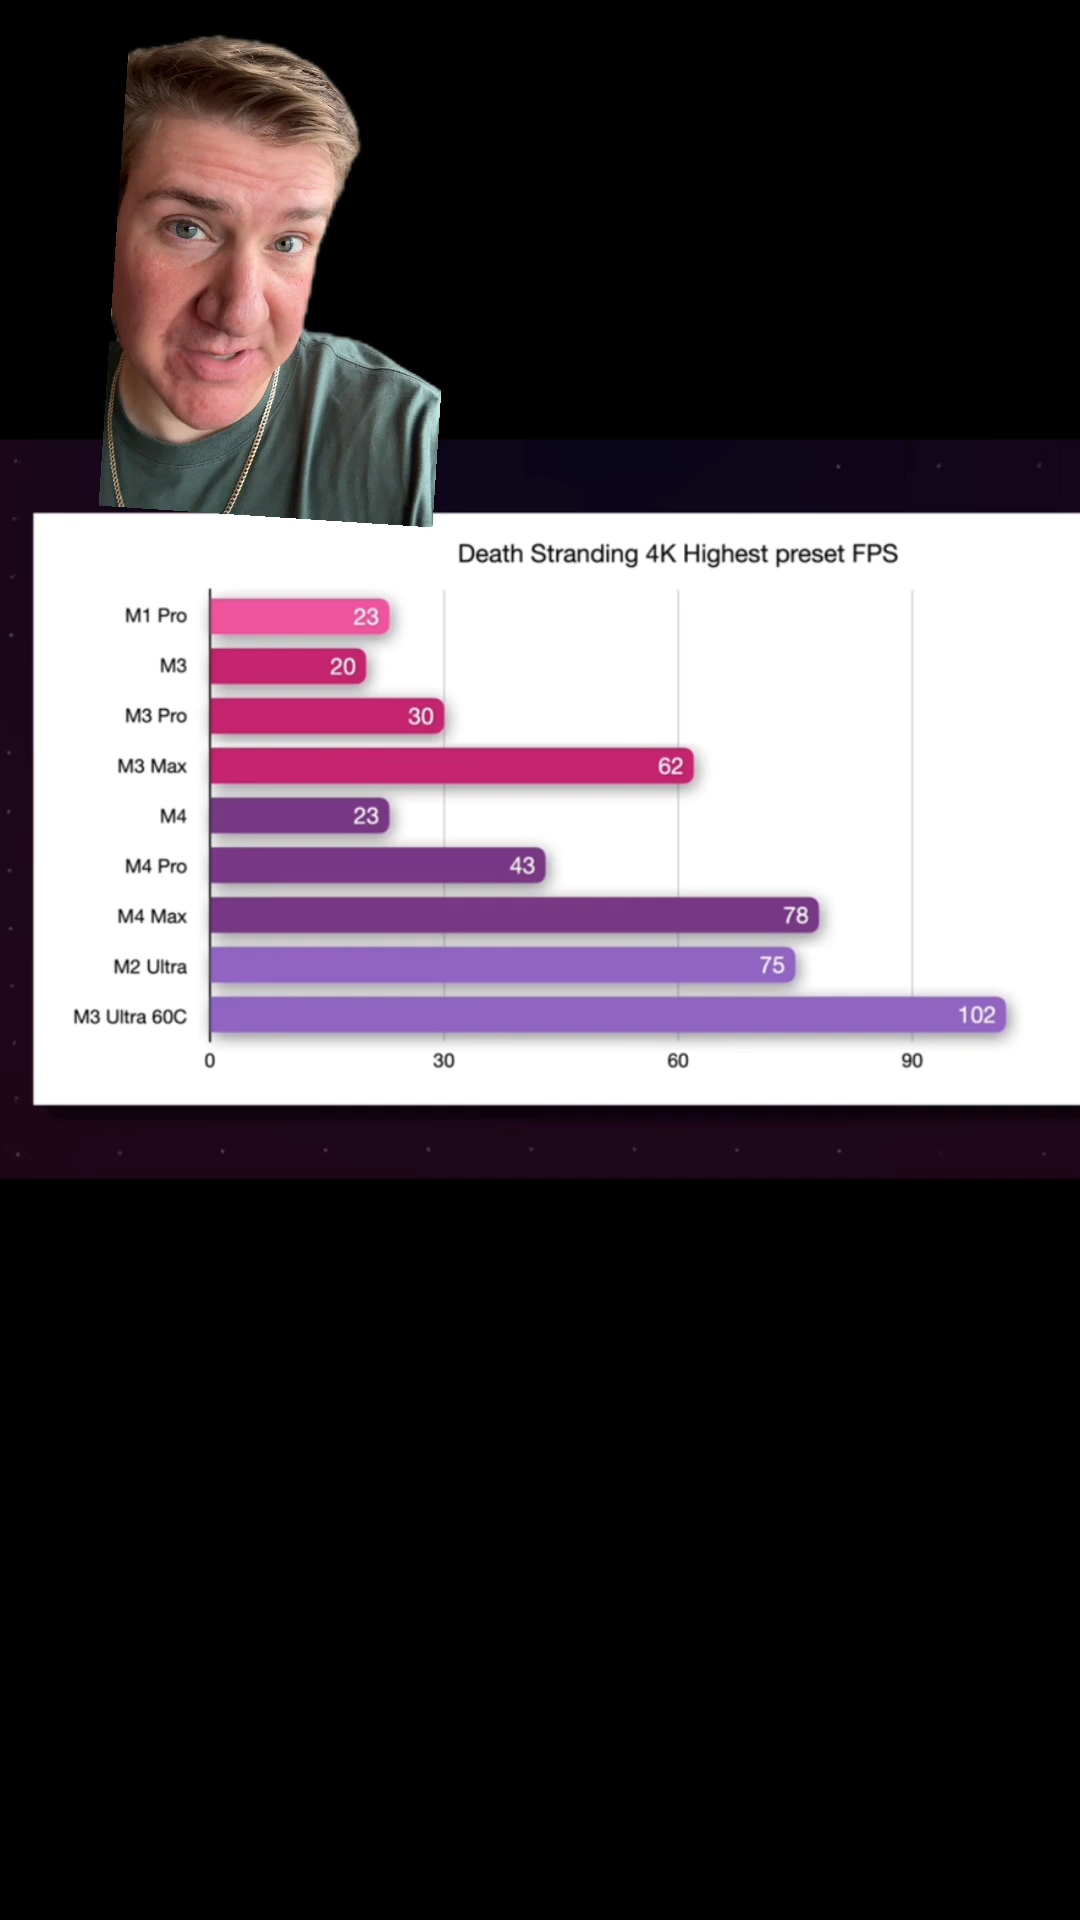 Death Stranding 4K Highest preset FPS
M1 Pro 23
M3 20
M3 Pro 30
M3 Max 62
M4 23
M4 Pro 43
M4 Max 78
M2 Ultra 75
M3 Ultra 60C 102
0 30 60 90